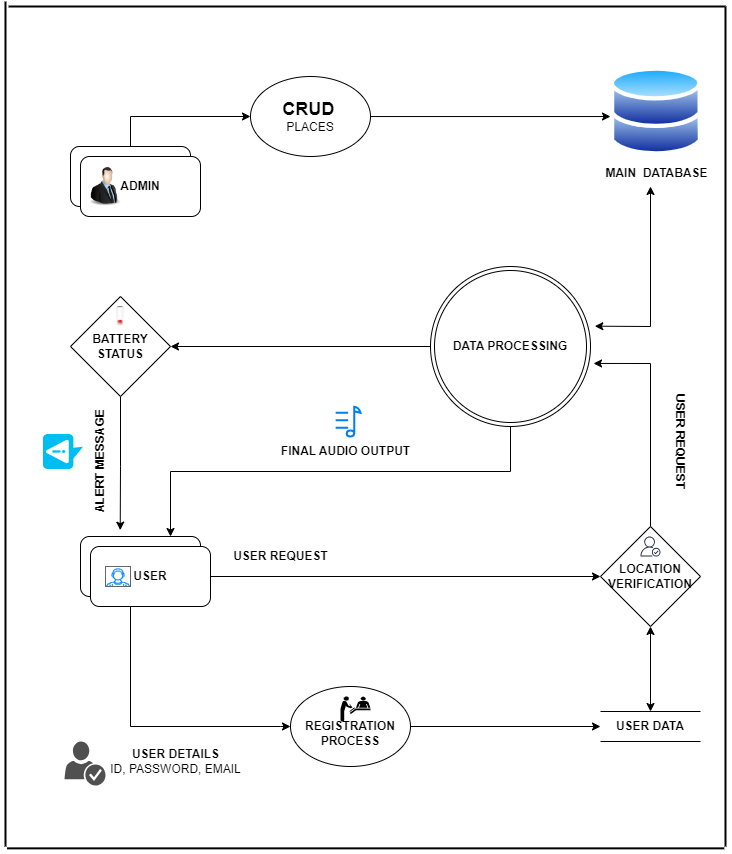 CRUD
PLACES
MAIN DATABASE
ADMIN
BATTERY
STATUS
DATA PROCESSING
ALERT MESSAGE
FINAL AUDIO OUTPUT
USER REQUEST
USER REQUEST
USER
LOCATION
VERIFICATION
REGISTRATION
PROCESS
USER DATA
USER DETAILS
ID, PASSWORD, EMAIL